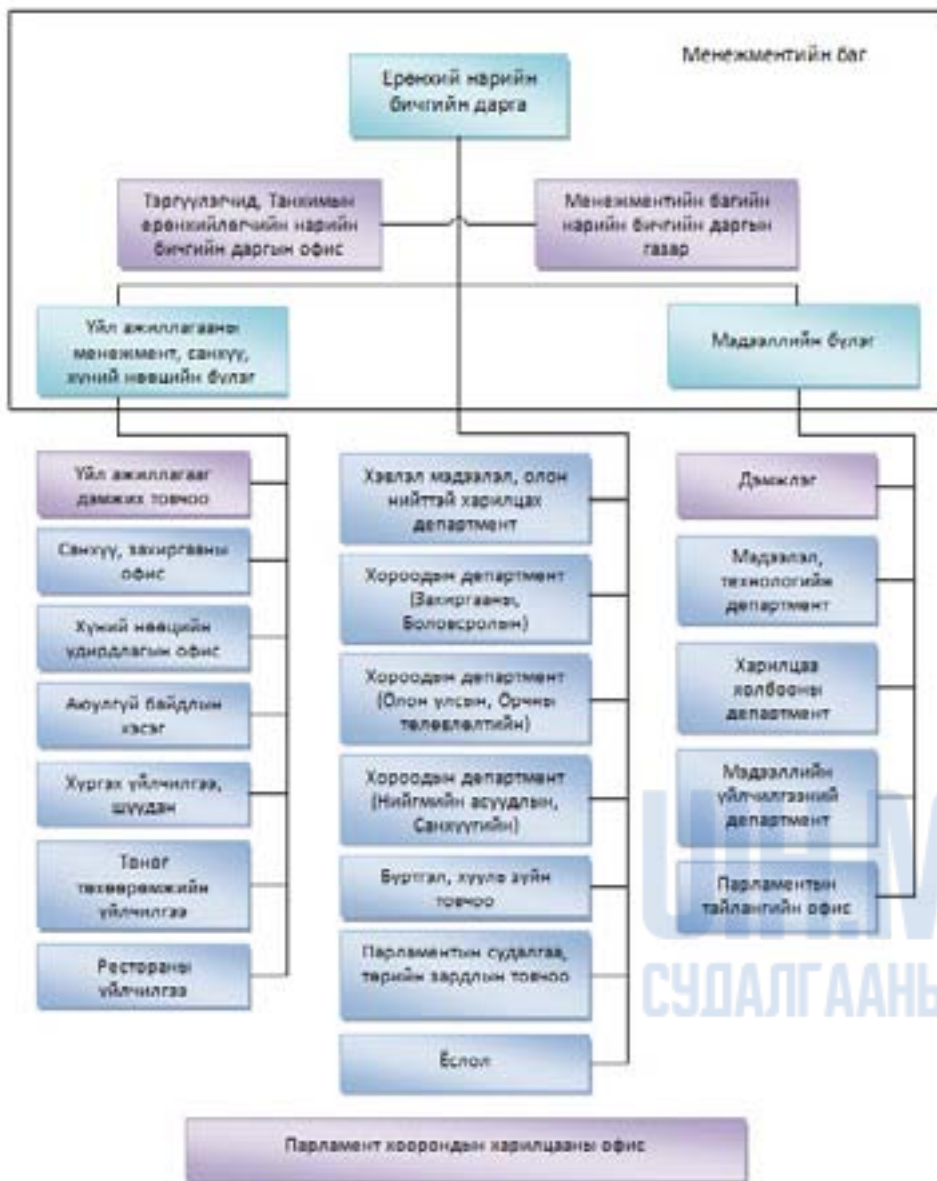 Менежментийн баг
Ерөнхий нарийн
бичгийн дарга
Тэргүүлэгчид, Танхимын
ерөнхийлөгчийн нарийн
бичгийн даргын офис
Менежментийн багийн
нарийн бичгийн даргын
газар
Үйл ажиллагааны
менежмент, санхүү,
хүний нөөцийн бүлэг
Мэдээллийн бүлэг
Үйл ажиллагааг
дэмжих товчоо
Санхүү, захиргааны
офис
Хүний нөөцийн
удирдлагын офис
Аюулгүй байдлын
хэсэг
Хүргэх үйлчилгээ,
шуудан
Тоног
төхөөрөмжийн
үйлчилгээ
Рестораны
үйлчилгээ
Хэвлэл мэдээлэл, олон
нийттэй харилцах
департмент
Хороодын департмент
(Захиргааны,
Боловсролын)
Хороодын департмент
(Олон улсын, Орчны
төлөвлөлтийн)
Хороодын департмент
(Нийгмийн асуудлын,
Санхүүгийн)
Бүртгэл, хууль зүйн
товчоо
Парламентын судалгаа,
төрийн зардлын товчоо
Ёслол
Дэмжлэг
Мэдээлэл,
технологийн
департмент
Харилцаа
холбооны
департмент
Мэдээллийн
үйлчилгээний
департмент
Парламентын
тайлангийн офис
UIH.M
СУДАЛГААНЫ
Парламент хоорондын харилцааны офис